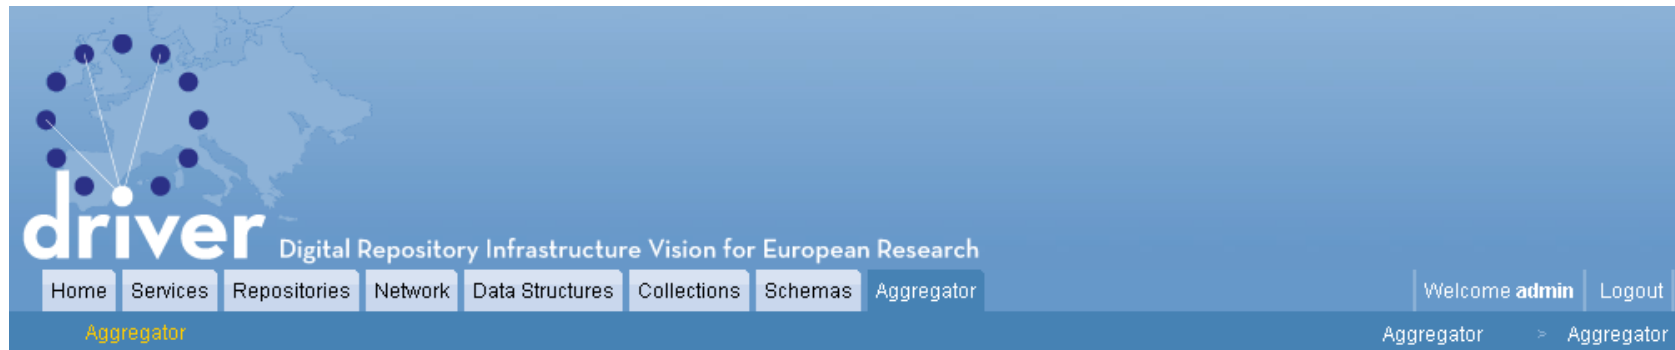 driver Digital Repository Infrastructure Vision for European Research
Home Services Repositories Network Data Structures Collections Schemas Aggregator Welcome admin Logout
Aggregator Aggregator > Aggregator